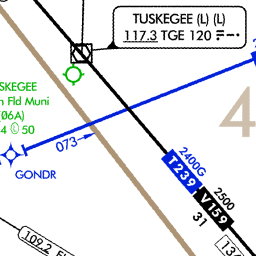 TUSKEGEE (L) (L)
117.3 TGE 120
SKEGEE
n Fld Muni
(06A)
4 50
4
073
GONDR
2400G
T239
V159
2500
31
109.2
134